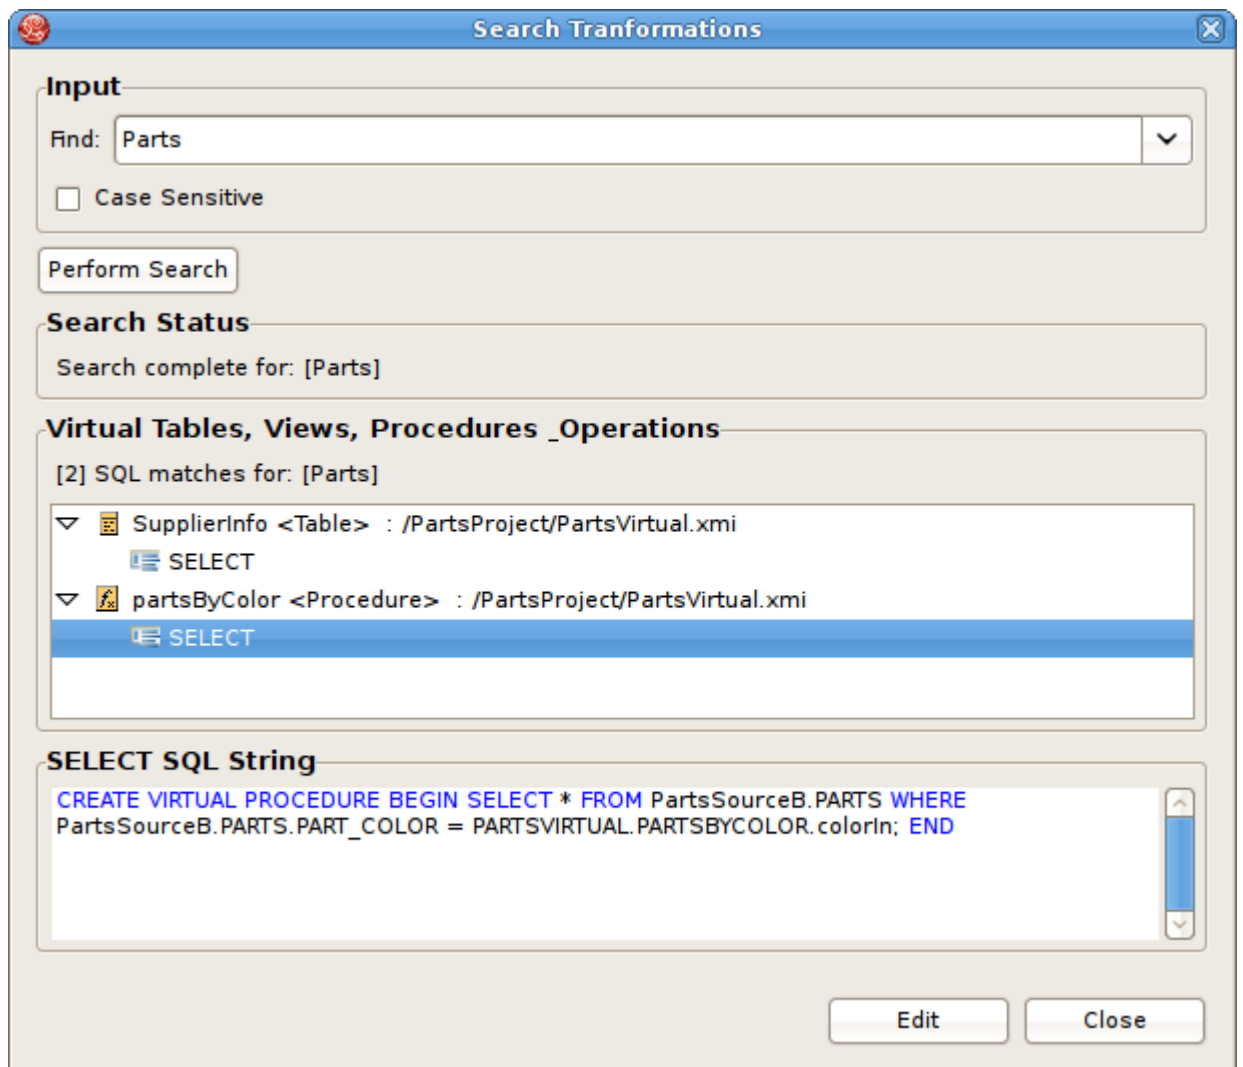 Search Tranformations
Input
Find: Parts
Case Sensitive
Perform Search
Search Status
Search complete for: [Parts]
Virtual Tables, Views, Procedures _Operations
[2] SQL matches for: [Parts]
SupplierInfo <Table> : /PartsProject/PartsVirtual.xmi
SELECT
partsByColor <Procedure> : /PartsProject/PartsVirtual.xmi
SELECT
SELECT SQL String
CREATE VIRTUAL PROCEDURE BEGIN SELECT * FROM PartsSourceB.PARTS WHERE
PartsSourceB.PARTS.PART_COLOR = PARTSVIRTUAL.PARTSBYCOLOR.colorIn; END
Edit Close